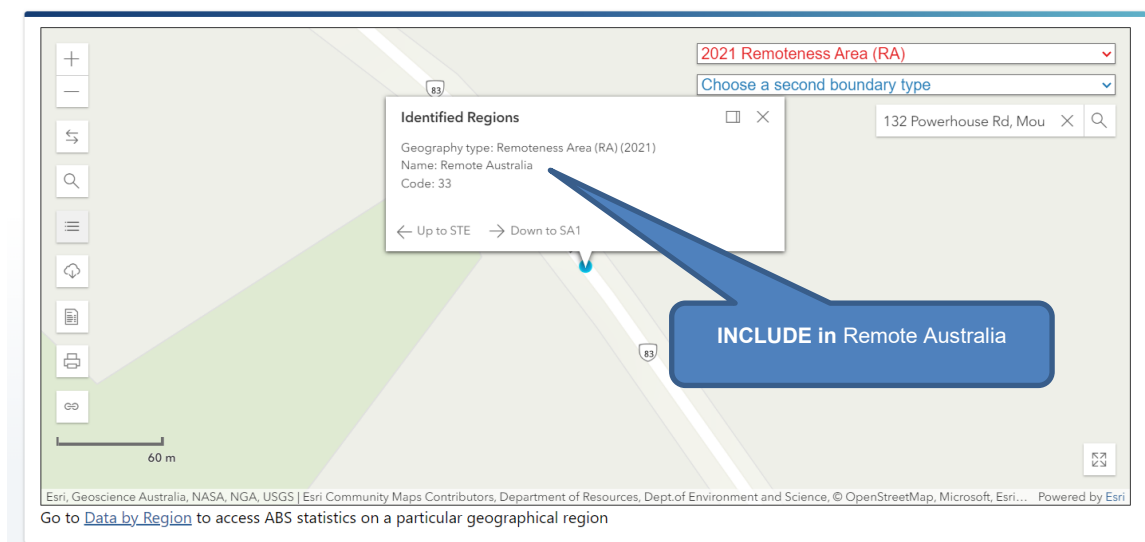 2021 Remoteness Area (RA)
Choose a second boundary type
83
132 Powerhouse Rd, Mou
Identified Regions
Geography type: Remoteness Area (RA) (2021)
Name: Remote Australia
Code: 33
Up to STE
Down to SA1
INCLUDE in Remote Australia
83
60 m
Esri, Geoscience Australia, NASA, NGA, USGS | Esri Community Maps Contributors, Department of Resources, Dept.of Environment and Science, © OpenStreetMap, Microsoft, Esri... Powered by Esri
Go to Data by Region to access ABS statistics on a particular geographical region